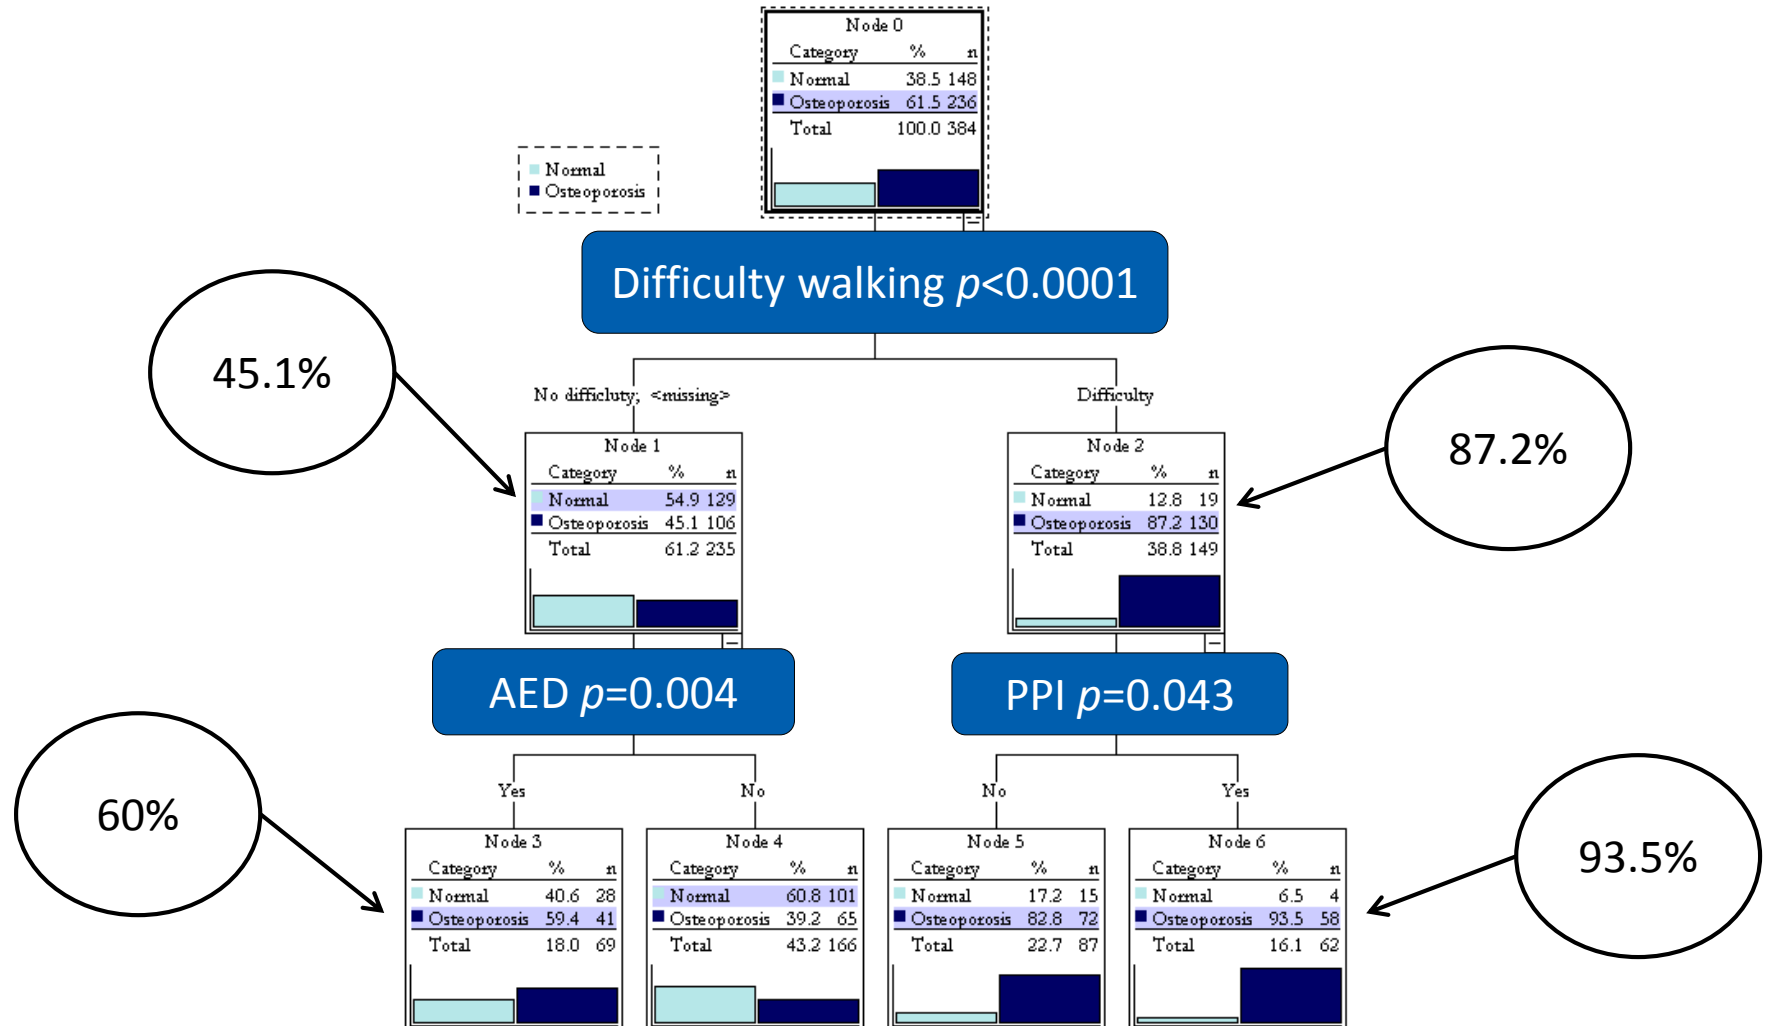 Node 0
Category % n
Normal 38.5 148
Osteoporosis 61.5 236
Total 100.0 384
Normal
Osteoporosis
Difficulty walking p<0.0001
45.1%
87.2%
No difficluty; <missing>
Difficulty
Node 1
Category % n
Normal 54.9 129
Osteoporosis 45.1 106
Total 61.2 235
Node 2
Category % n
Normal 12.8 19
Osteoporosis 87.2 130
Total 38.8 149
AED p=0.004
PPI p=0.043
60%
93.5%
Yes
No
No
Yes
Node 3
Category % n
Normal 40.6 28
Osteoporosis 59.4 41
Total 18.0 69
Node 4
Category % n
Normal 60.8 101
Osteoporosis 39.2 65
Total 43.2 166
Node 5
Category % n
Normal 17.2 15
Osteoporosis 82.8 72
Total 22.7 87
Node 6
Category % n
Normal 6.5 4
Osteoporosis 93.5 58
Total 16.1 62